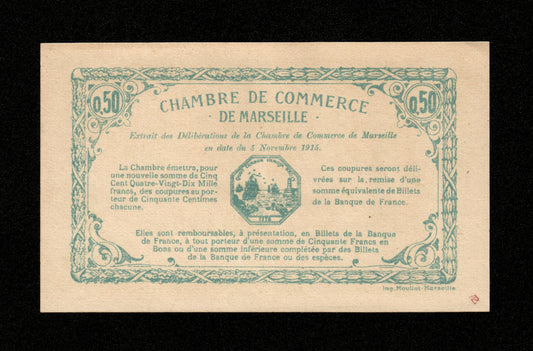 0,50
0,50
CHAMBRE DE COMMERCE
DE MARSEILLE
Extrait des Délibérations de la Chambre de Commerce de Marseille
en date du 5 Novembre 1915.
La Chambre émettra, pour
une nouvelle somme de Cinq
Cent Quatre-Vingt-Dix Mille
francs, des coupures au por-
teur de Cinquante Centimes
chacune.
Ces coupures seront déli-
vrées sur la remise d'une
somme équivalente de Billets
de la Banque de France.
Elles sont remboursables, à présentation, en Billets de la Banque
de France, à tout porteur d'une somme de Cinquante Francs en
Bons ou d'une somme inférieure complétée par des Billets
de la Banque de France ou des espèces.
Imp. Moullot-Marseille